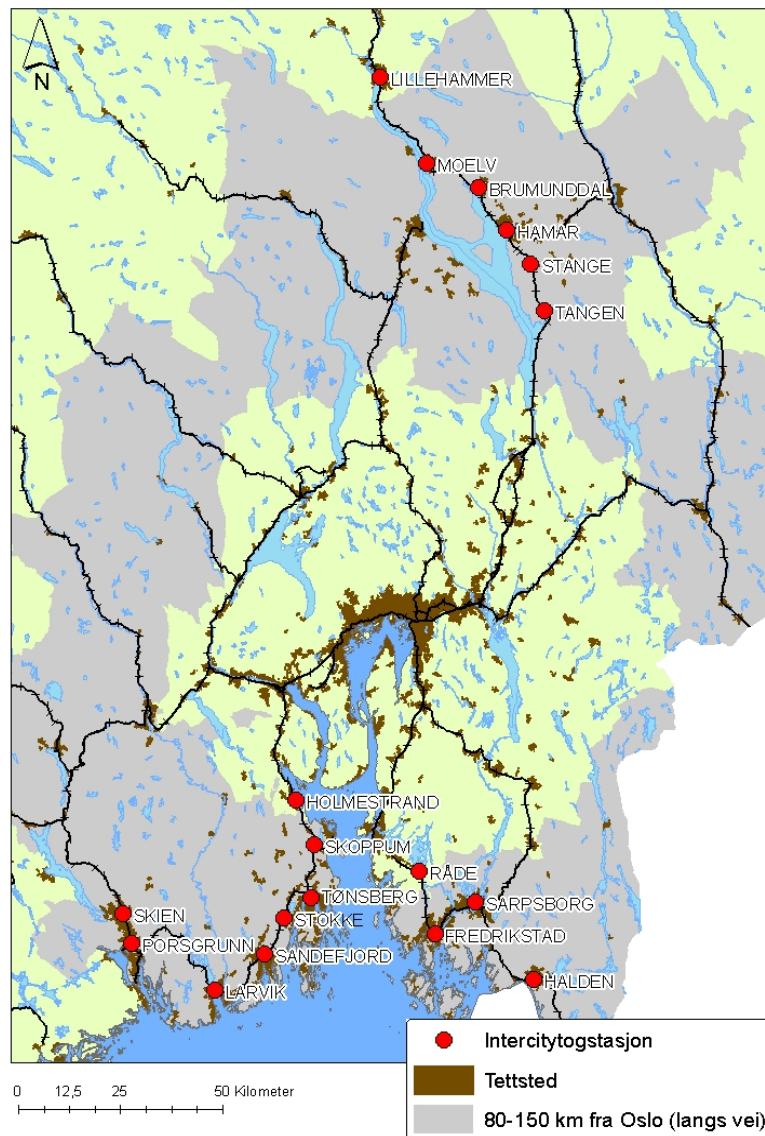 N
LILLEHAMMER
MOELV
BRUMUNDDAL
HAMAR
STANGE
TANGEN
HOLMESTRAND
SKOPPUM
RÅDE
TØNSBERG
SARPSBORG
SKIEN
STOKKE
FREDRIKSTAD
PORSGRUNN
SANDEFJORD
HALDEN
LARVIK
Intercitytogstasjon
Tettsted
80-150 km fra Oslo (langs vei)
0 12,5 25 50 Kilometer